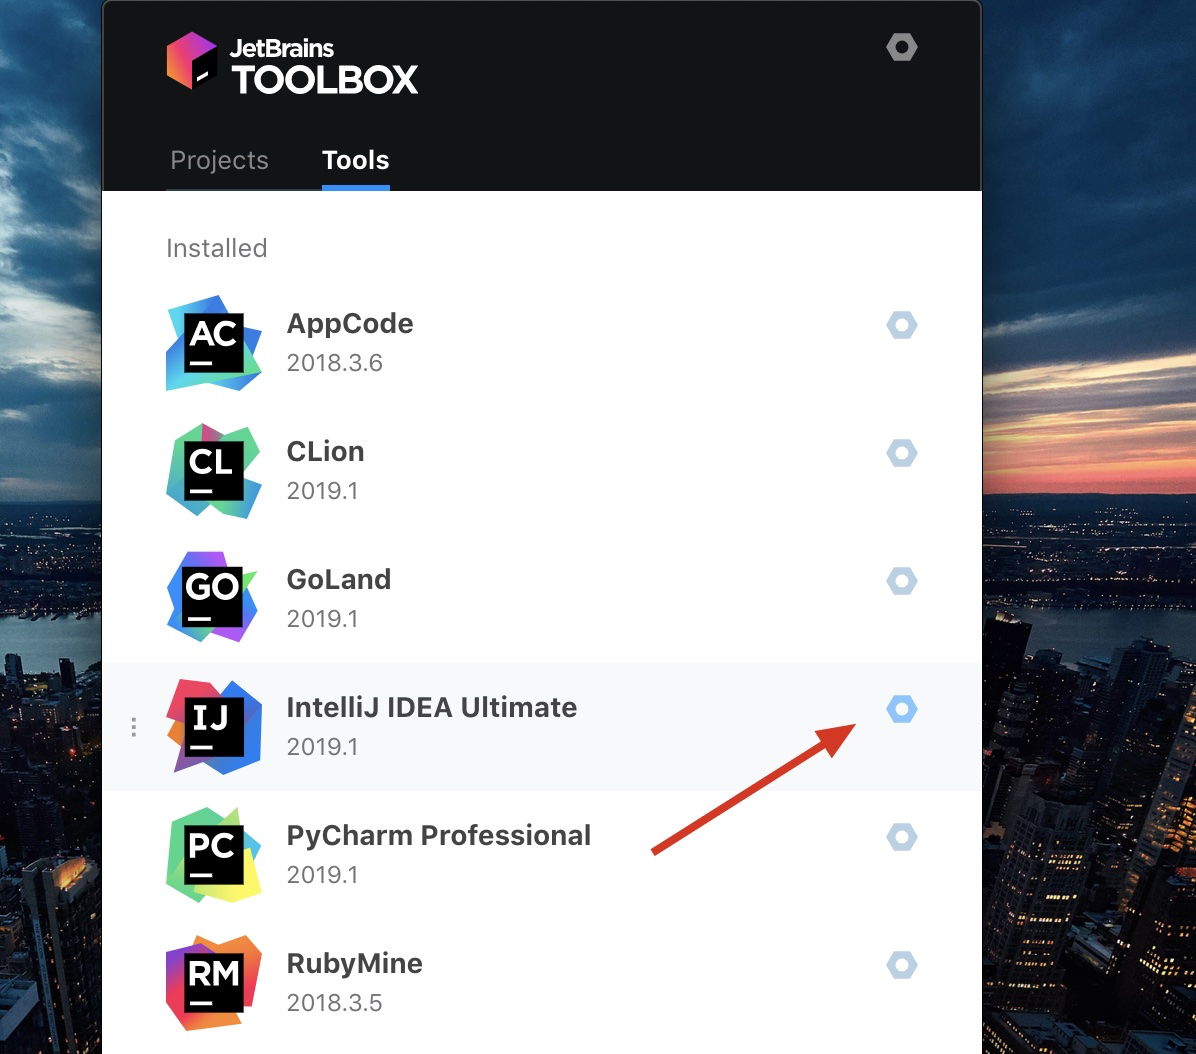 JetBrains
TOOLBOX
Projects
Tools
Installed
AC
AppCode
2018.3.6
CL
CLion
2019.1
GO
GoLand
2019.1
IJ
IntelliJ IDEA Ultimate
2019.1
PC
PyCharm Professional
2019.1
RM
RubyMine
2018.3.5